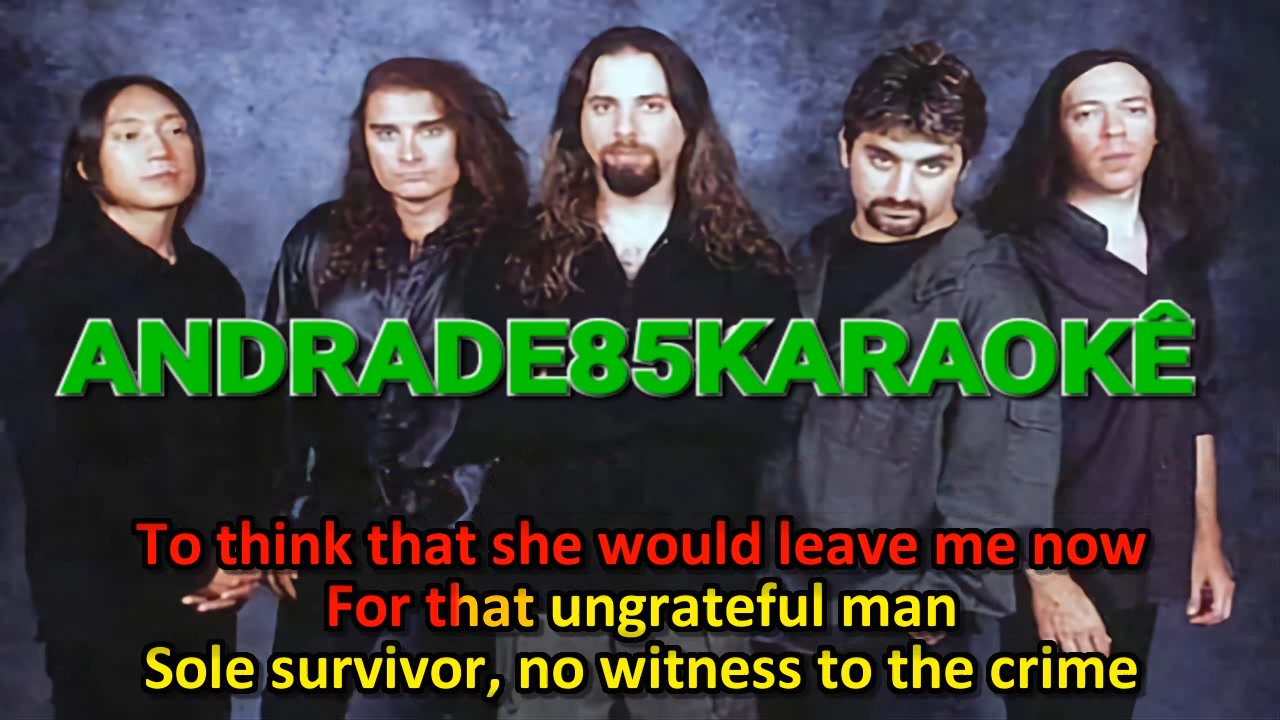 ANDRADE85KARAOKÊ
To think that she would leave me now
For that ungrateful man
Sole survivor, no witness to the crime